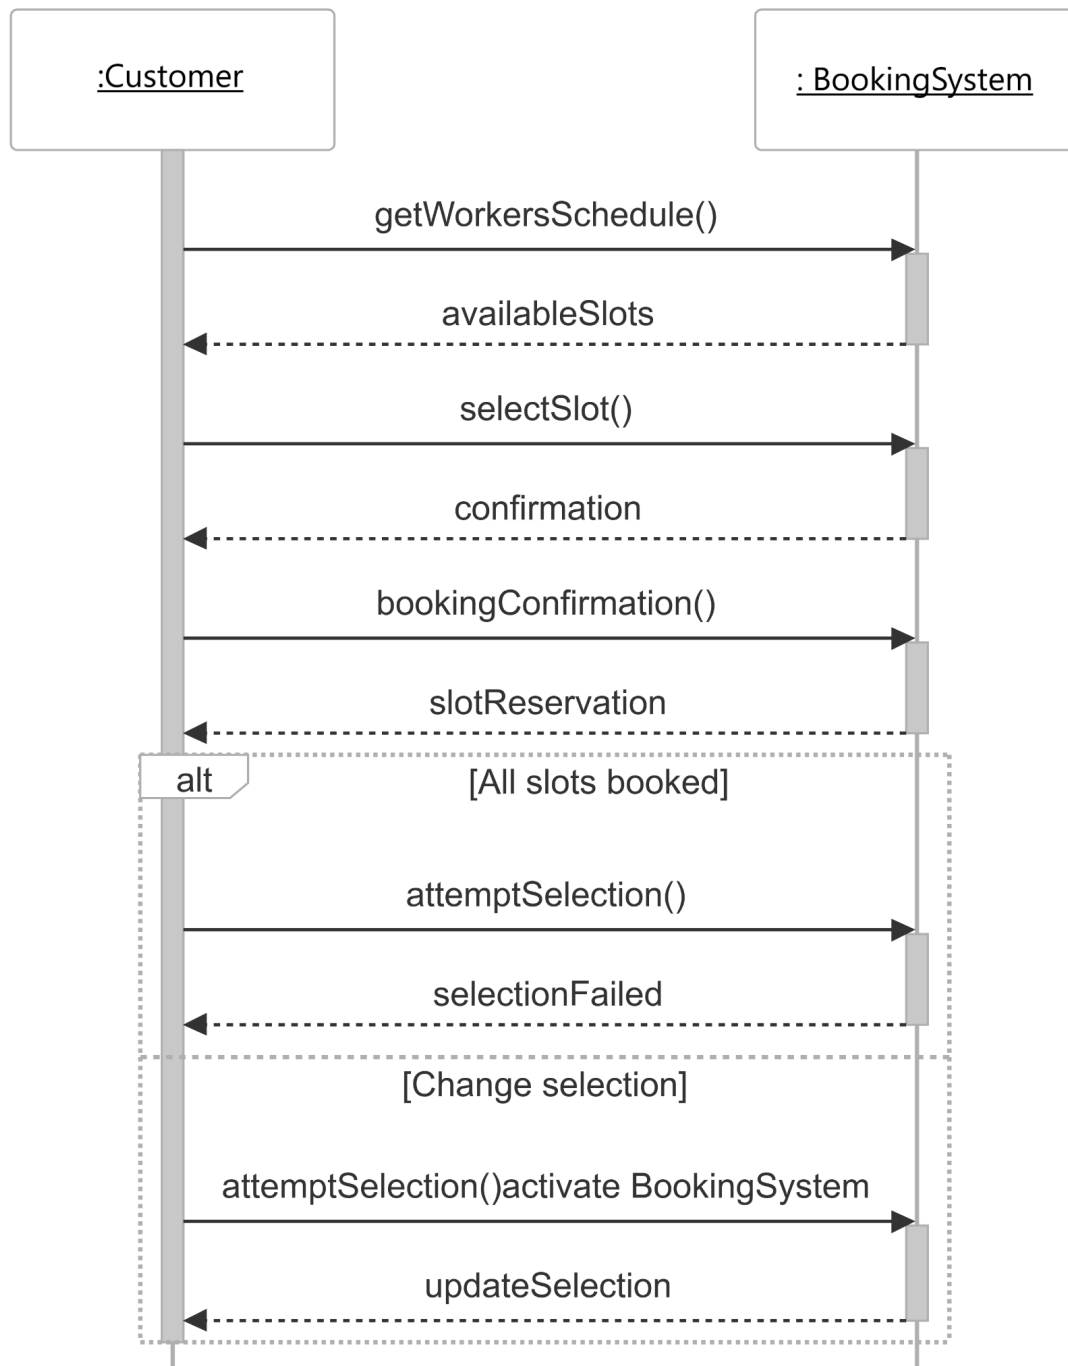 :Customer
: BookingSystem
getWorkersSchedule()
availableSlots
selectSlot()
confirmation
bookingConfirmation()
slotReservation
alt
[All slots booked]
attemptSelection()
selectionFailed
[Change selection]
attemptSelection()activate BookingSystem
updateSelection